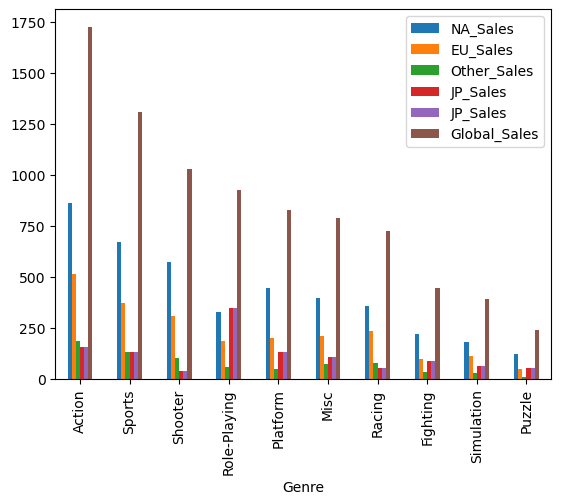 1750
1500
1250
1000
750
500
250
0
NA_Sales
EU_Sales
Other_Sales
JP_Sales
JP_Sales
Global_Sales
Action
Sports
Shooter
Role-Playing
Platform
Misc
Racing
Fighting
Simulation
Puzzle
Genre